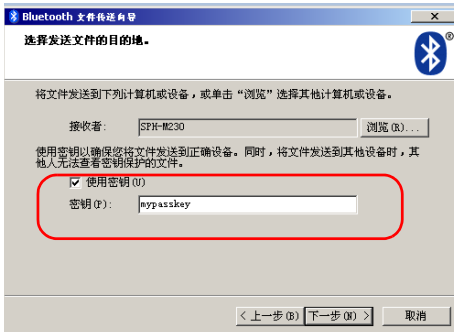 Bluetooth 文件传送向导
选择发送文件的目的地。
将文件发送到下列计算机或设备，或单击“浏览”选择其他计算机或设备。
接收者: SPH-M230 浏览(R)...
使用密钥以确保您将文件发送到正确设备。同时，将文件发送到其他设备时，其
他人无法查看密钥保护的文件。
使用密钥(U)
密钥(P): mypasskey
< 上一步(B) 下一步(N) > 取消